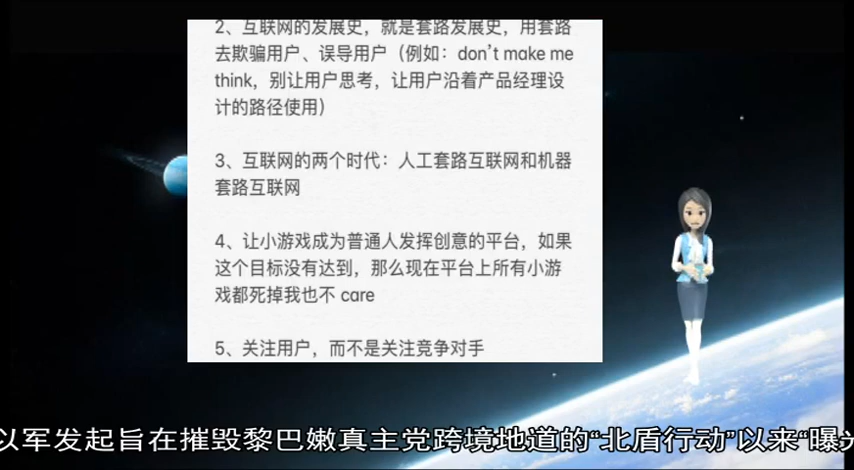 2、互联网的发展史，就是套路发展史，用套路
去欺骗用户、误导用户（例如：don't make me
think，别让用户思考，让用户沿着产品经理设
计的路径使用）
3、互联网的两个时代：人工套路互联网和机器
套路互联网
4、让小游戏成为普通人发挥创意的平台，如果
这个目标没有达到，那么现在平台上所有小游
戏都死掉我也不 care
5、关注用户，而不是关注竞争对手
以军发起旨在摧毁黎巴嫩真主党跨境地道的“北盾行动”以来“曝光